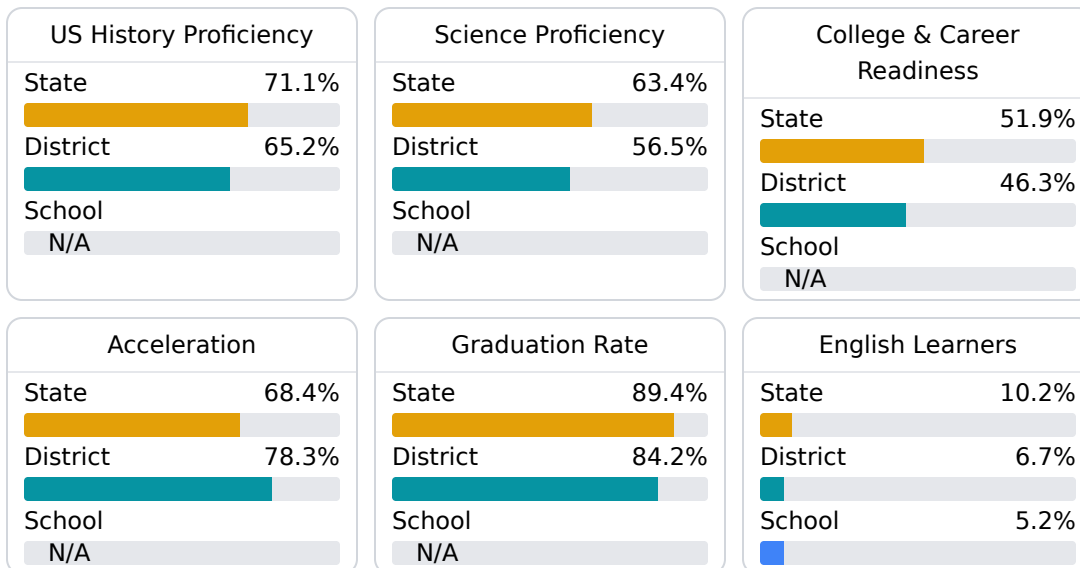 US History Proficiency
State 71.1%
District 65.2%
School
N/A
Science Proficiency
State 63.4%
District 56.5%
School
N/A
College & Career
Readiness
State 51.9%
District 46.3%
School
N/A
Acceleration
State 68.4%
District 78.3%
School
N/A
Graduation Rate
State 89.4%
District 84.2%
School
N/A
English Learners
State 10.2%
District 6.7%
School 5.2%